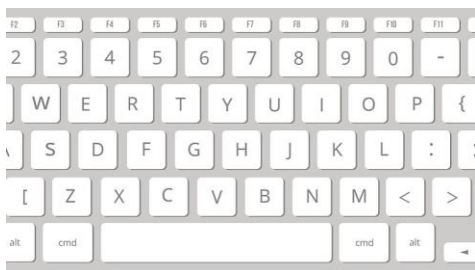 F2 F3 F4 F5 F6 F7 F8 F9 F10 F11
2 3 4 5 6 7 8 9 0 -
W E R T Y U I O P {
S D F G H J K L :
[ Z X C V B N M < >
alt cmd cmd alt